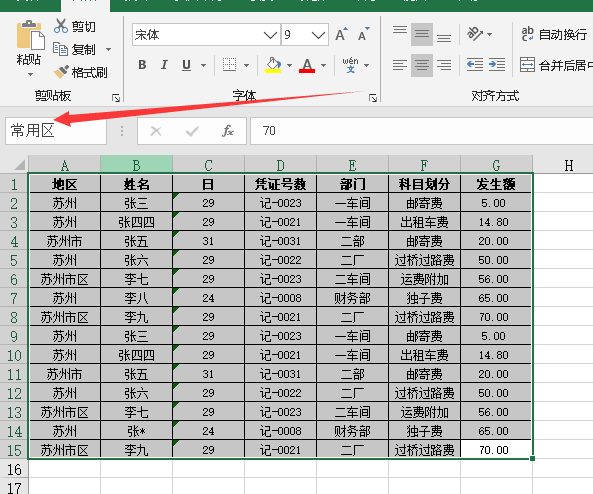 剪切
宋体 9 A A
ab 自动换行
复制
粘贴
格式刷
B I U A wén 文
合并后居中
剪贴板 字体 对齐方式
常用区 fx 70
A B C D E F G H
1 地区 姓名 日 凭证号数 部门 科目划分 发生额
2 苏州 张三 29 记-0023 一车间 邮寄费 5.00
3 苏州 张四四 29 记-0021 一车间 出租车费 14.80
4 苏州市 张五 31 记-0031 二部 邮寄费 20.00
5 苏州 张六 29 记-0022 二厂 过桥过路费 50.00
6 苏州市区 李七 29 记-0023 二车间 运费附加 56.00
7 苏州 李八 24 记-0008 财务部 独子费 65.00
8 苏州市区 李九 29 记-0021 二厂 过桥过路费 70.00
9 苏州 张三 29 记-0023 一车间 邮寄费 5.00
10 苏州 张四四 29 记-0021 一车间 出租车费 14.80
11 苏州市 张五 31 记-0031 二部 邮寄费 20.00
12 苏州 张六 29 记-0022 二厂 过桥过路费 50.00
13 苏州市区 李七 29 记-0023 二车间 运费附加 56.00
14 苏州 张* 24 记-0008 财务部 独子费 65.00
15 苏州市区 李九 29 记-0021 二厂 过桥过路费 70.00
16
17